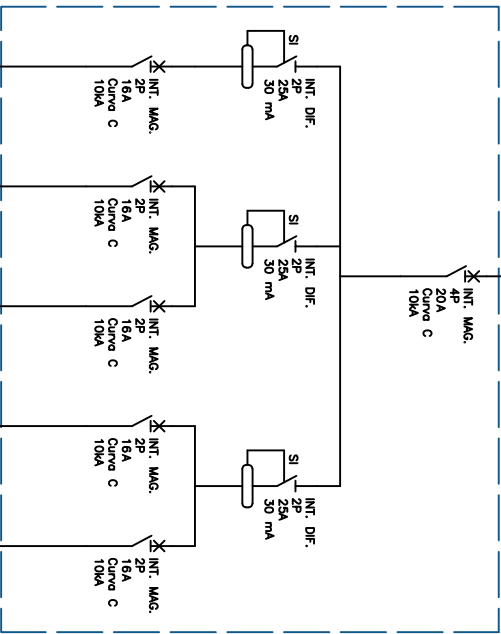 INT. MAG.
4P
20A
Curva C
10kA
SI
INT. DIF.
2P
25A
30 mA
SI
INT. DIF.
2P
25A
30 mA
SI
INT. DIF.
2P
25A
30 mA
INT. MAG.
2P
16A
Curva C
10kA
INT. MAG.
2P
16A
Curva C
10kA
INT. MAG.
2P
16A
Curva C
10kA
INT. MAG.
2P
16A
Curva C
10kA
INT. MAG.
2P
16A
Curva C
10kA